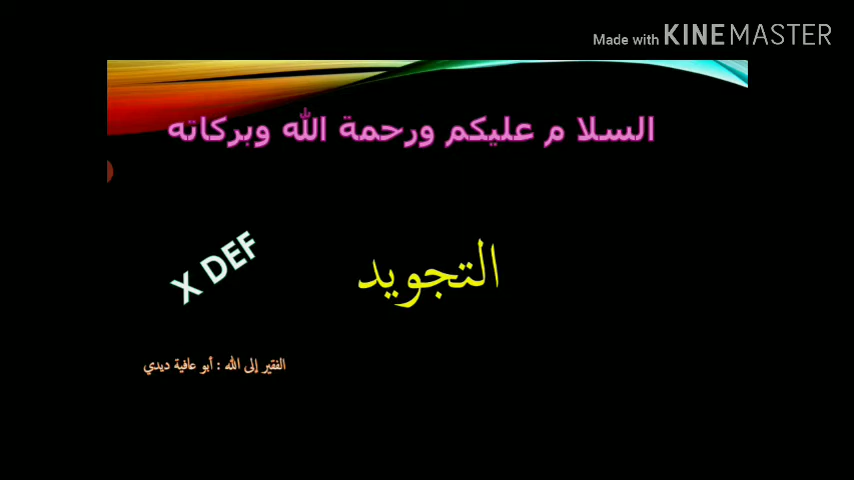 Made with KINEMASTER
السلا م عليكم ورحمة الله وبركاته
التجويد
X DEF
الفقير إلى الله : أبو عافية ديدي